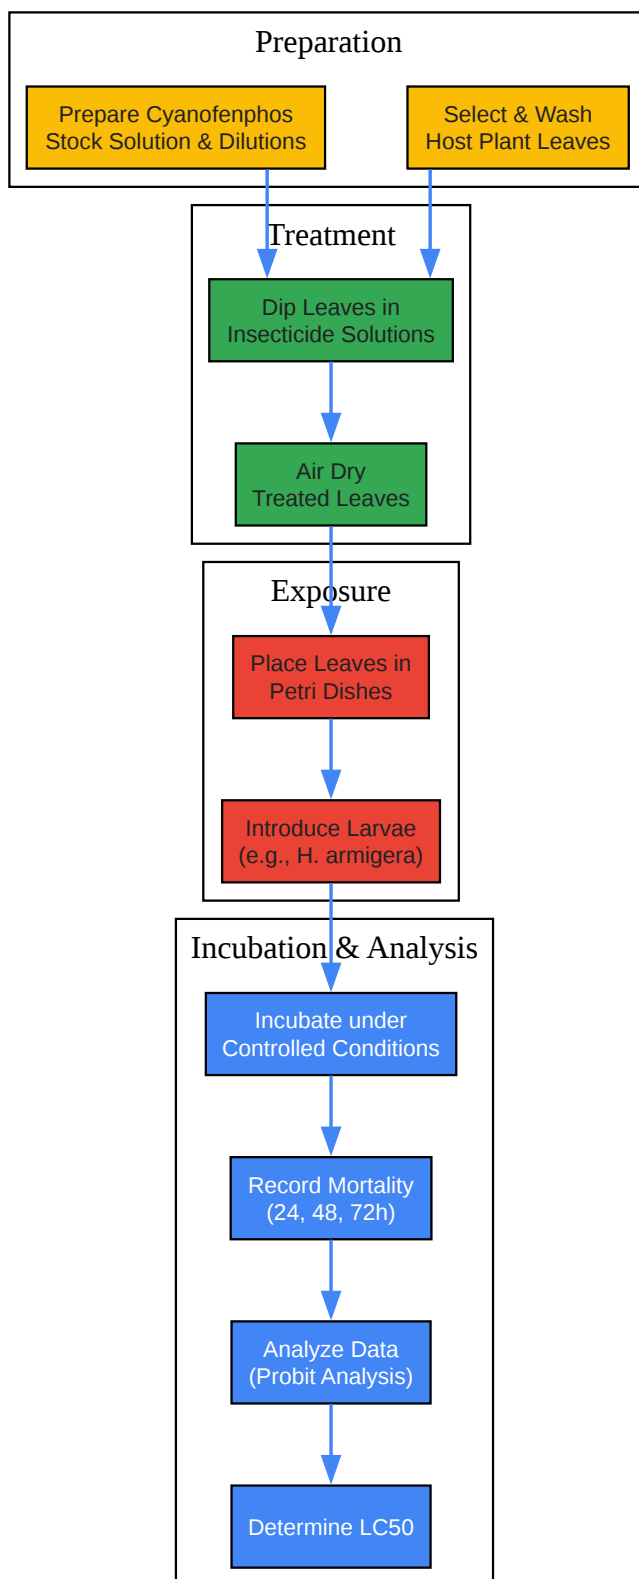 Preparation
Prepare Cyanofenphos
Stock Solution & Dilutions
Select & Wash
Host Plant Leaves
Treatment
Dip Leaves in
Insecticide Solutions
Air Dry
Treated Leaves
Exposure
Place Leaves in
Petri Dishes
Introduce Larvae
(e.g., H. armigera)
Incubation & Analysis
Incubate under
Controlled Conditions
Record Mortality
(24, 48, 72h)
Analyze Data
(Probit Analysis)
Determine LC50